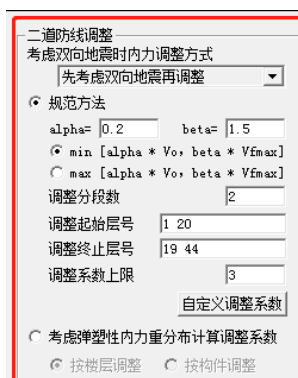 二道防线调整
考虑双向地震时内力调整方式
先考虑双向地震再调整
规范方法
alpha= 0.2 beta= 1.5
min [alpha * Vo, beta * Vfmax]
max [alpha * Vo, beta * Vfmax]
调整分段数 2
调整起始层号 1 20
调整终止层号 19 44
调整系数上限 3
自定义调整系数
考虑弹塑性内力重分布计算调整系数
按楼层调整 按构件调整